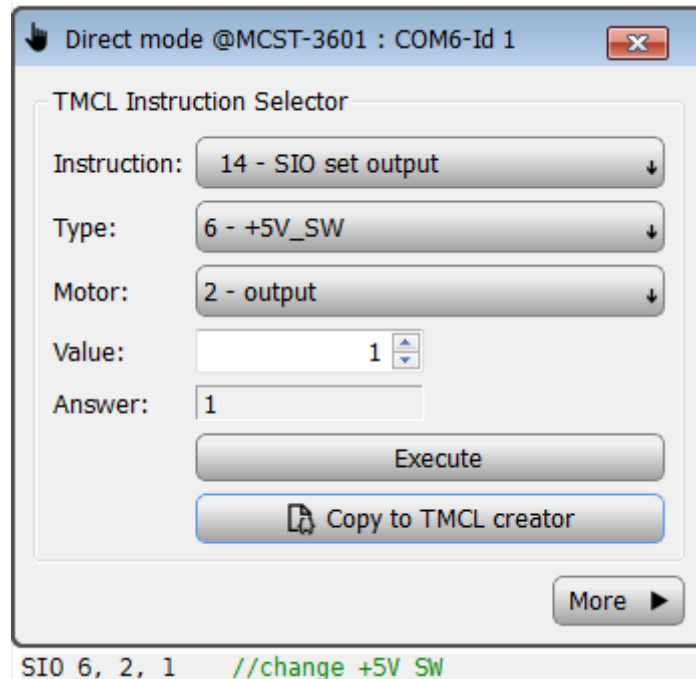 Direct mode @MCST-3601 : COM6-Id 1
TMCL Instruction Selector
Instruction: 14 - SIO set output
Type: 6 - +5V_SW
Motor: 2 - output
Value: 1
Answer: 1
Execute
Copy to TMCL creator
More
SIO 6, 2, 1 //change +5V SW